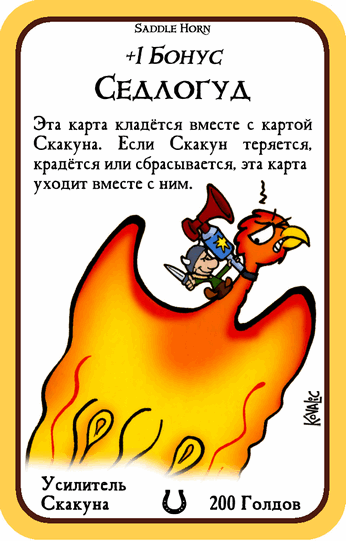 Saddle Horn
+1 Бонус
Седлогуд
Эта карта кладётся вместе с картой
Скакуна. Если Скакун теряется,
крадётся или сбрасывается, эта карта
уходит вместе с ним.
Kovalic
Усилитель
Скакуна
200 Голдов